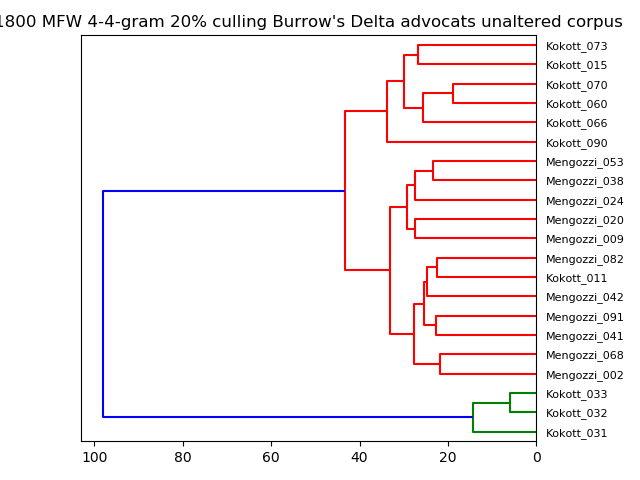 1800 MFW 4-4-gram 20% culling Burrow's Delta advocats unaltered corpus
Kokott_073
Kokott_015
Kokott_070
Kokott_060
Kokott_066
Kokott_090
Mengozzi_053
Mengozzi_038
Mengozzi_024
Mengozzi_020
Mengozzi_009
Mengozzi_082
Kokott_011
Mengozzi_042
Mengozzi_091
Mengozzi_041
Mengozzi_068
Mengozzi_002
Kokott_033
Kokott_032
Kokott_031
100 80 60 40 20 0